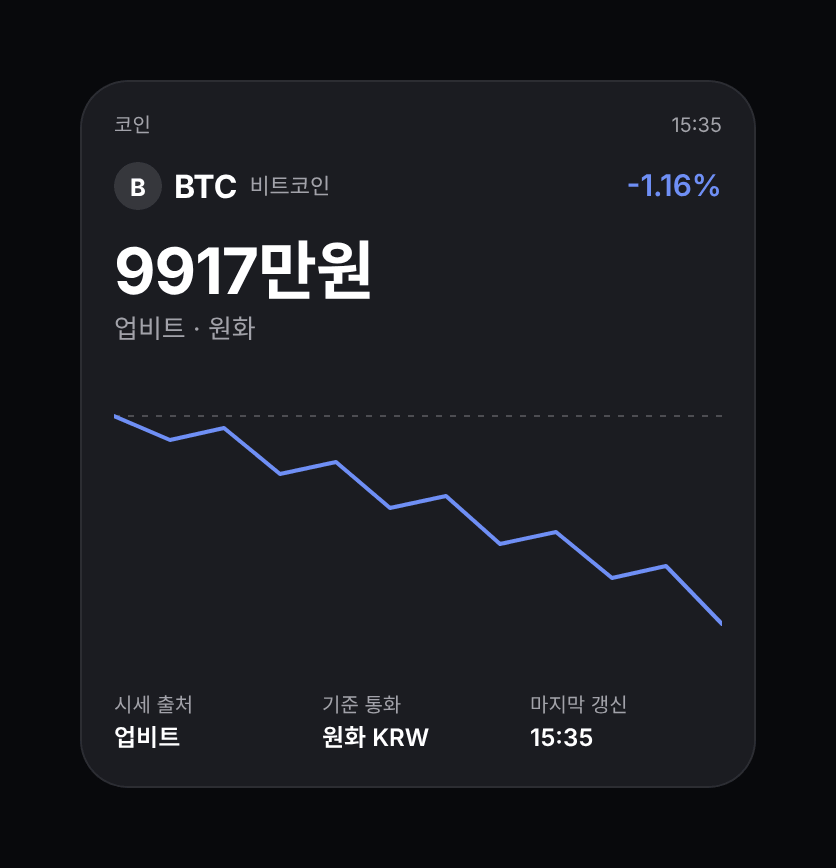 코인 15:35
B BTC 비트코인 -1.16%
9917만원
업비트 · 원화
시세 출처 기준 통화 마지막 갱신
업비트 원화 KRW 15:35